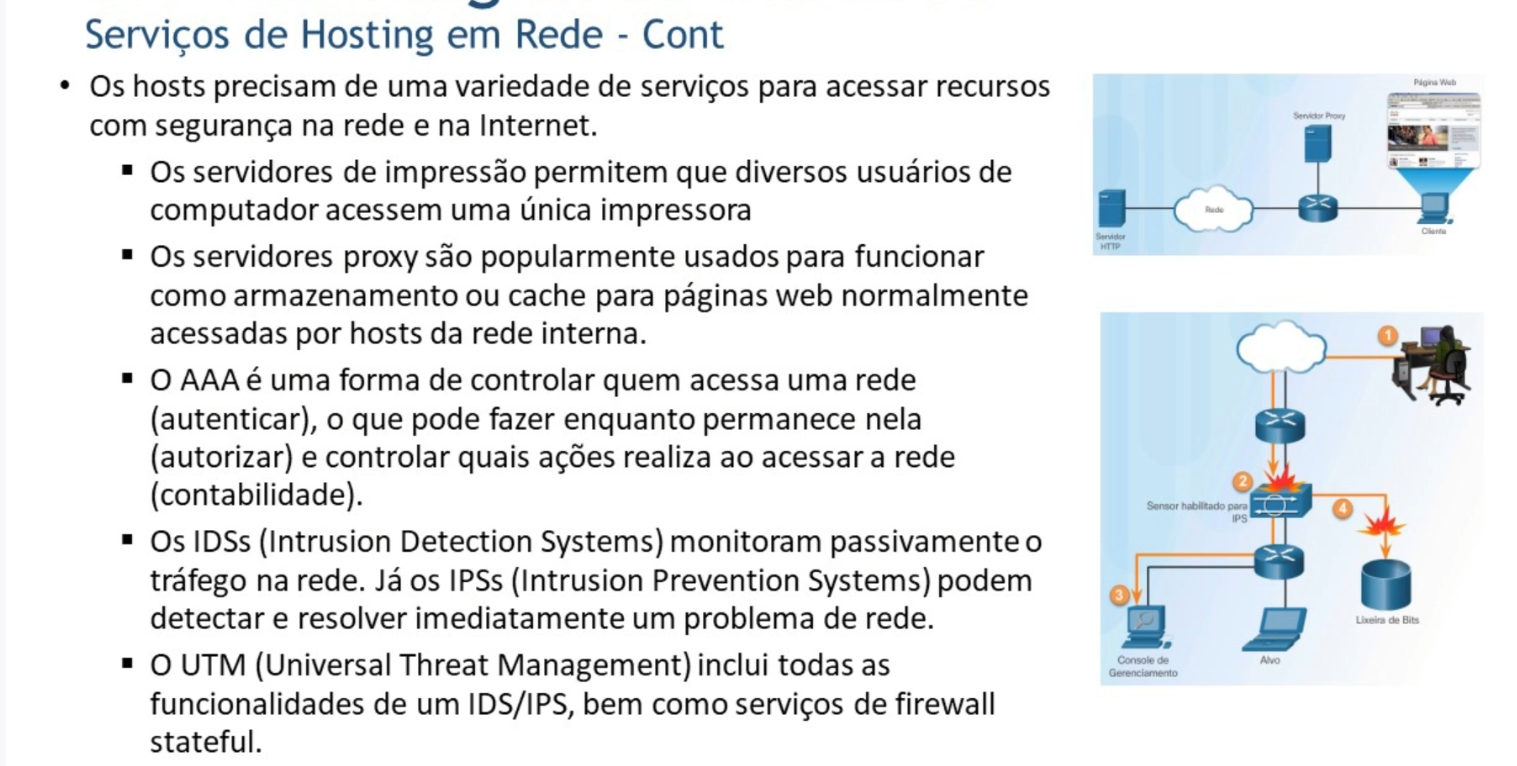 Serviços de Hosting em Rede - Cont
• Os hosts precisam de uma variedade de serviços para acessar recursos
com segurança na rede e na Internet.
▪ Os servidores de impressão permitem que diversos usuários de
computador acessem uma única impressora
▪ Os servidores proxy são popularmente usados para funcionar
como armazenamento ou cache para páginas web normalmente
acessadas por hosts da rede interna.
▪ O AAA é uma forma de controlar quem acessa uma rede
(autenticar), o que pode fazer enquanto permanece nela
(autorizar) e controlar quais ações realiza ao acessar a rede
(contabilidade).
▪ Os IDSs (Intrusion Detection Systems) monitoram passivamente o
tráfego na rede. Já os IPSs (Intrusion Prevention Systems) podem
detectar e resolver imediatamente um problema de rede.
▪ O UTM (Universal Threat Management) inclui todas as
funcionalidades de um IDS/IPS, bem como serviços de firewall
stateful.
Página Web
Servidor Proxy
Rede
Servidor
HTTP
Cliente
1
2
Sensor habilitado para
IPS
4
3
Lixeira de Bits
Console de
Gerenciamento
Alvo